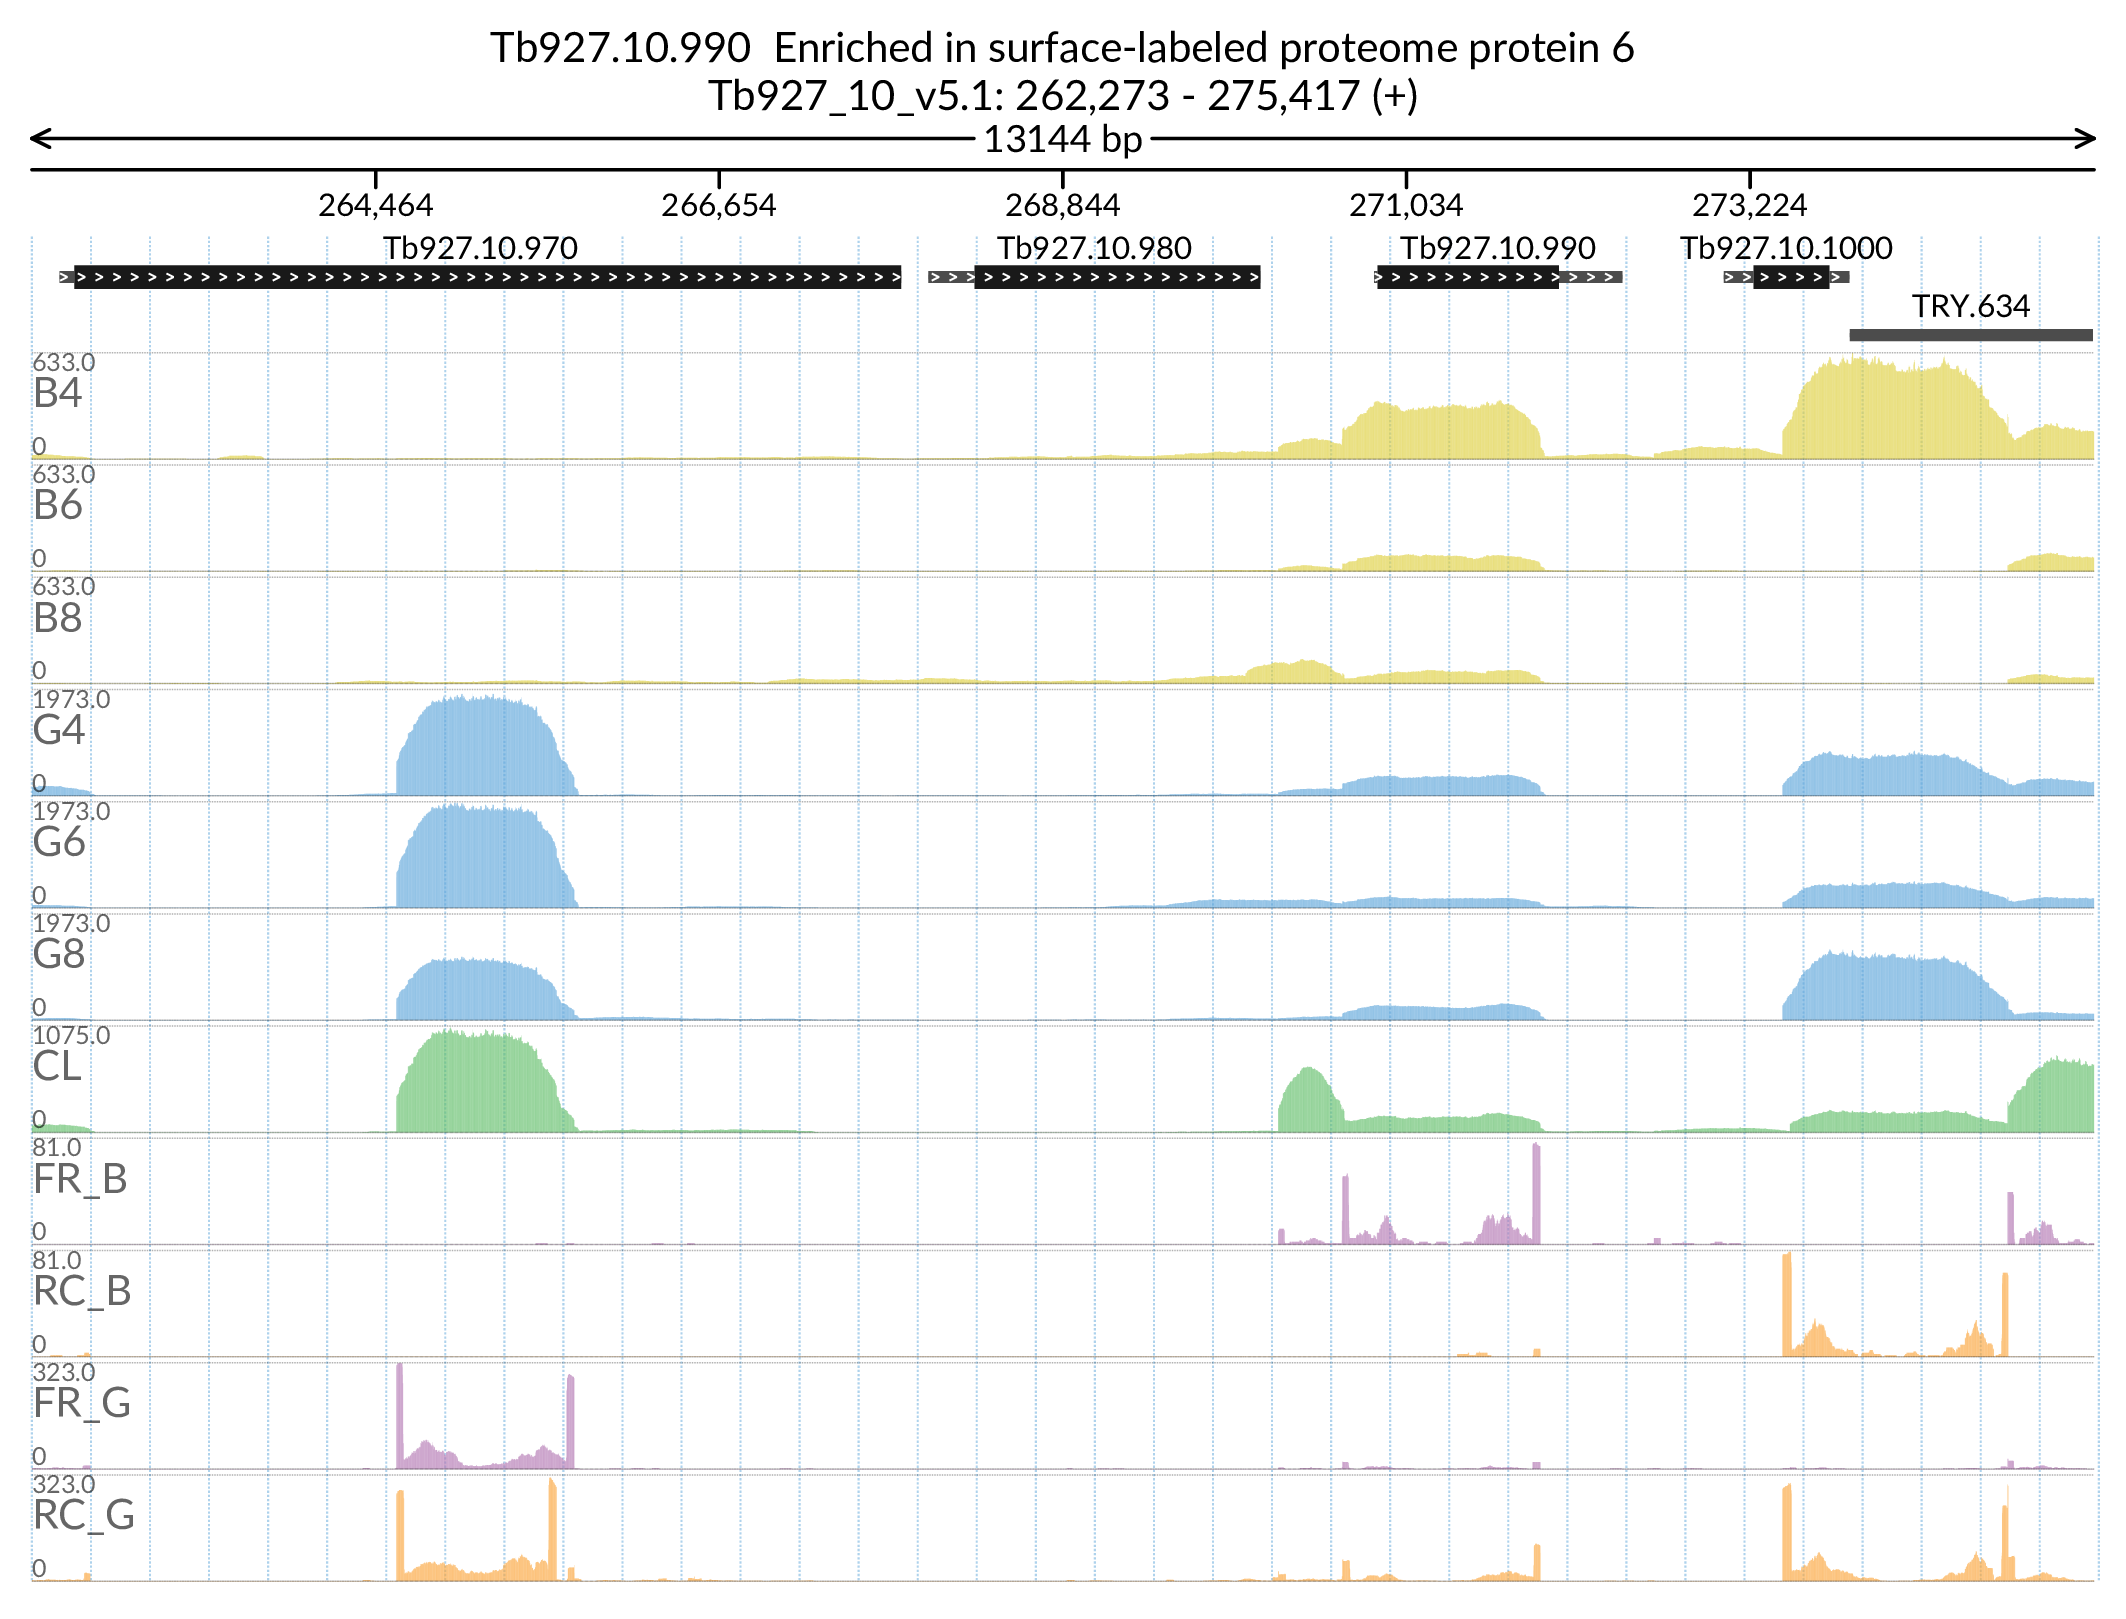 Tb927.10.990  Enriched in surface-labeled proteome protein 6
Tb927_10_v5.1: 262,273 - 275,417 (+)
13144 bp
264,464 266,654 268,844 271,034 273,224
Tb927.10.970 Tb927.10.980 Tb927.10.990 Tb927.10.1000
TRY.634
633.0
B4
0
633.0
B6
0
633.0
B8
0
1973.0
G4
0
1973.0
G6
0
1973.0
G8
0
1075.0
CL
0
81.0
FR_B
0
81.0
RC_B
0
323.0
FR_G
0
323.0
RC_G
0